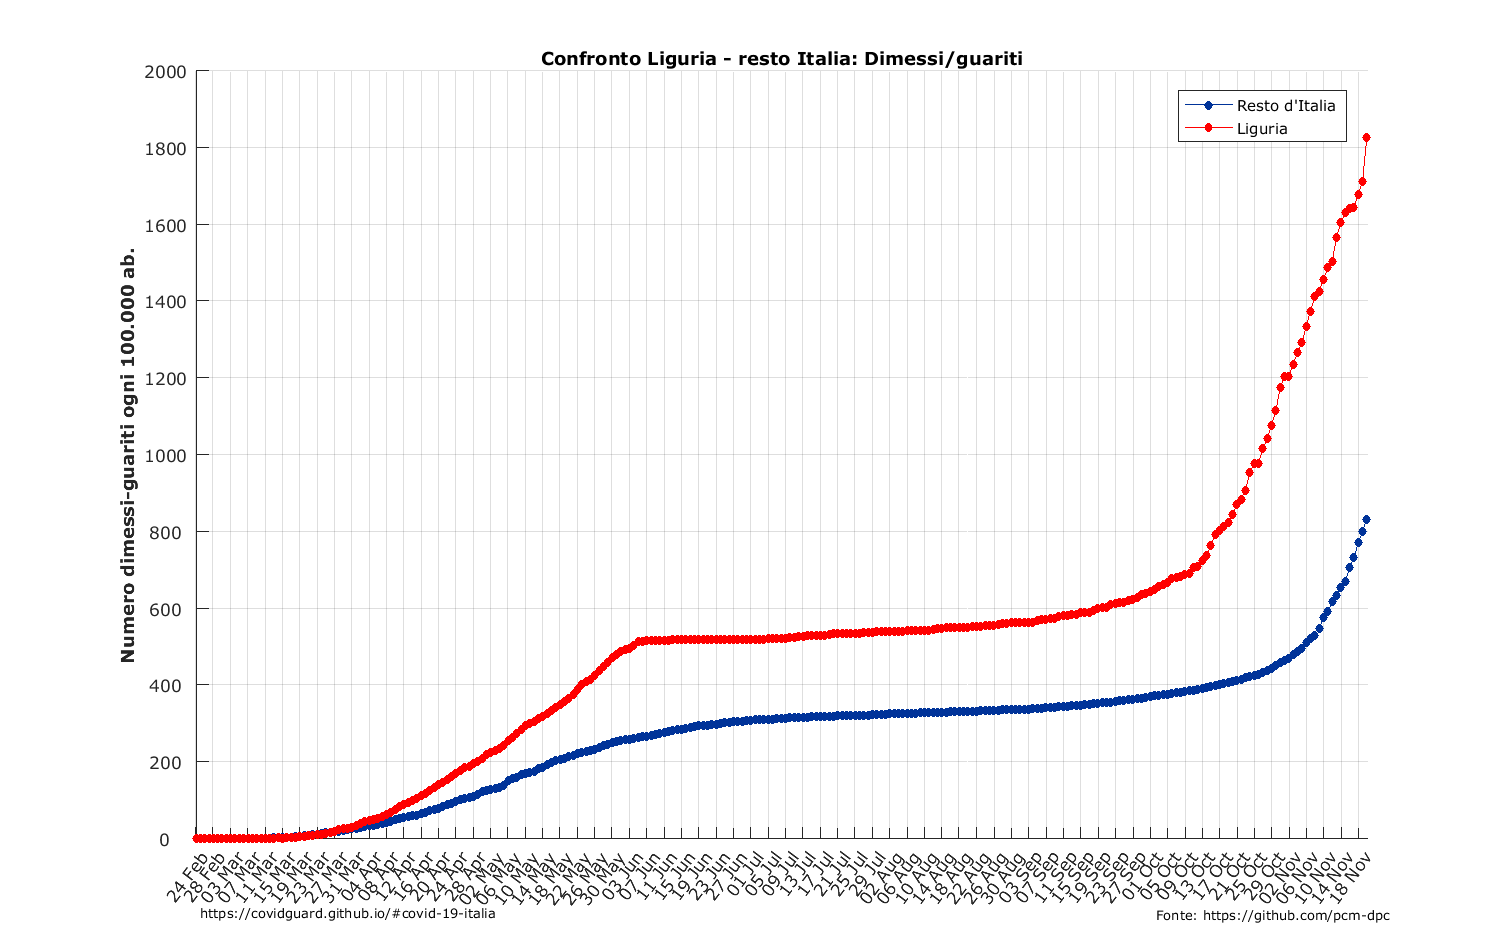 Confronto Liguria - resto Italia: Dimessi/guariti
Resto d'Italia
Liguria
Numero dimessi-guariti ogni 100.000 ab.
2000
1800
1600
1400
1200
1000
800
600
400
200
0
24 Feb
28 Feb
03 Mar
07 Mar
11 Mar
15 Mar
19 Mar
23 Mar
27 Mar
31 Mar
04 Apr
08 Apr
12 Apr
16 Apr
20 Apr
24 Apr
28 Apr
02 May
06 May
10 May
14 May
18 May
22 May
26 May
30 May
03 Jun
07 Jun
11 Jun
15 Jun
19 Jun
23 Jun
27 Jun
01 Jul
05 Jul
09 Jul
13 Jul
17 Jul
21 Jul
25 Jul
29 Jul
02 Aug
06 Aug
10 Aug
14 Aug
18 Aug
22 Aug
26 Aug
30 Aug
03 Sep
07 Sep
11 Sep
15 Sep
19 Sep
23 Sep
27 Sep
01 Oct
05 Oct
09 Oct
13 Oct
17 Oct
21 Oct
25 Oct
29 Oct
02 Nov
06 Nov
10 Nov
14 Nov
18 Nov
https://covidguard.github.io/#covid-19-italia
Fonte: https://github.com/pcm-dpc